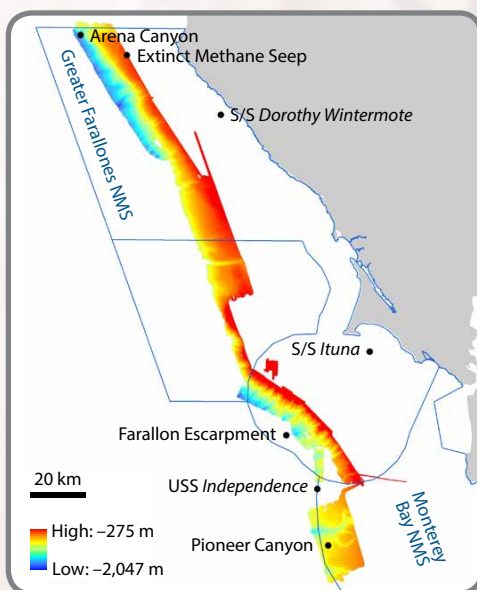 Arena Canyon
Extinct Methane Seep
Greater Farallones NMS
S/S Dorothy Wintermote
S/S Ituna
Farallon Escarpment
20 km
USS Independence
High: –275 m
Low: –2,047 m
Pioneer Canyon
Monterey
Bay NMS